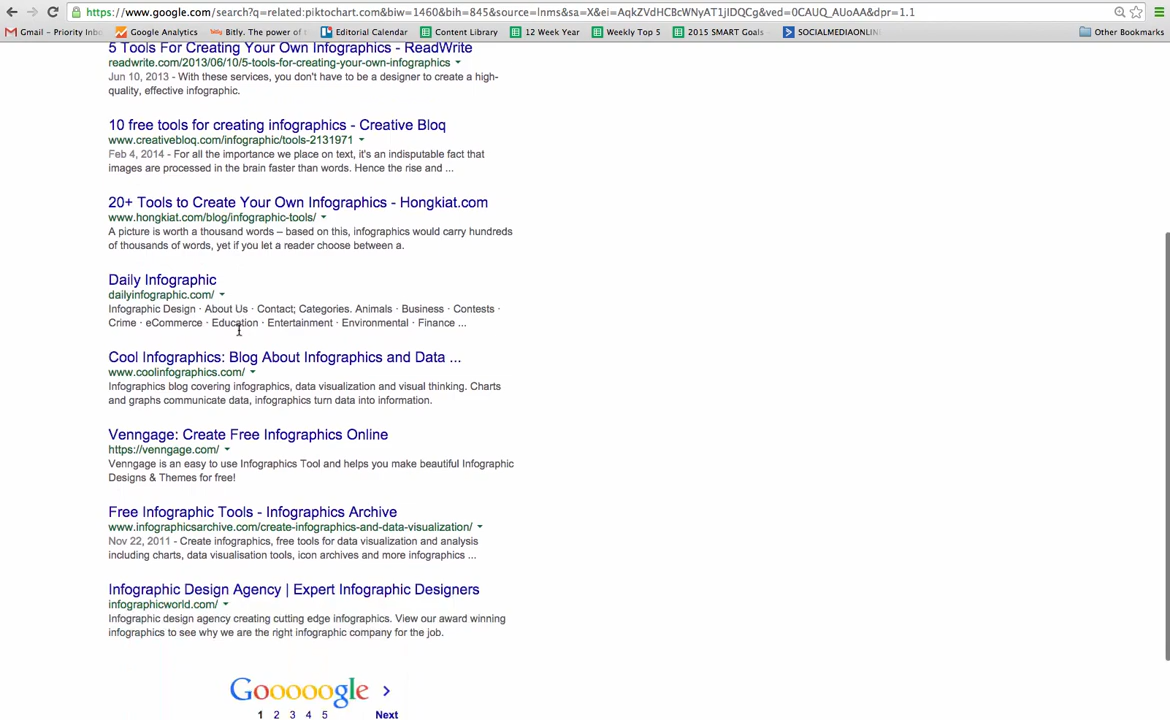 https://www.google.com/search?q=related:piktochart.com&biw=1460&bih=845&source=lnms&sa=X&ei=AqkZVdHCBcWNyAT1jIDQCg&ved=0CAUQ_AUoAA&dpr=1.1
Gmail - Priority Inbo Google Analytics Bitly. The power of t Editorial Calendar Content Library 12 Week Year Weekly Top 5 2015 SMART Goals SOCIALMEDIAONLIN Other Bookmarks
5 Tools For Creating Your Own Infographics - ReadWrite
readwrite.com/2013/06/10/5-tools-for-creating-your-own-infographics
Jun 10, 2013 - With these services, you don't have to be a designer to create a high-
quality, effective infographic.
10 free tools for creating infographics - Creative Bloq
www.creativebloq.com/infographic/tools-2131971
Feb 4, 2014 - For all the importance we place on text, it's an indisputable fact that
images are processed in the brain faster than words. Hence the rise and ...
20+ Tools to Create Your Own Infographics - Hongkiat.com
www.hongkiat.com/blog/infographic-tools/
A picture is worth a thousand words – based on this, infographics would carry hundreds
of thousands of words, yet if you let a reader choose between a.
Daily Infographic
dailyinfographic.com/
Infographic Design · About Us · Contact; Categories. Animals · Business · Contests ·
Crime · eCommerce · Education · Entertainment · Environmental · Finance ...
Cool Infographics: Blog About Infographics and Data ...
www.coolinfographics.com/
Infographics blog covering infographics, data visualization and visual thinking. Charts
and graphs communicate data, infographics turn data into information.
Venngage: Create Free Infographics Online
https://venngage.com/
Venngage is an easy to use Infographics Tool and helps you make beautiful Infographic
Designs & Themes for free!
Free Infographic Tools - Infographics Archive
www.infographicsarchive.com/create-infographics-and-data-visualization/
Nov 22, 2011 - Create infographics, free tools for data visualization and analysis
including charts, data visualisation tools, icon archives and more infographics ...
Infographic Design Agency | Expert Infographic Designers
infographicworld.com/
Infographic design agency creating cutting edge infographics. View our award winning
infographics to see why we are the right infographic company for the job.
Gooooogle >
1 2 3 4 5 Next